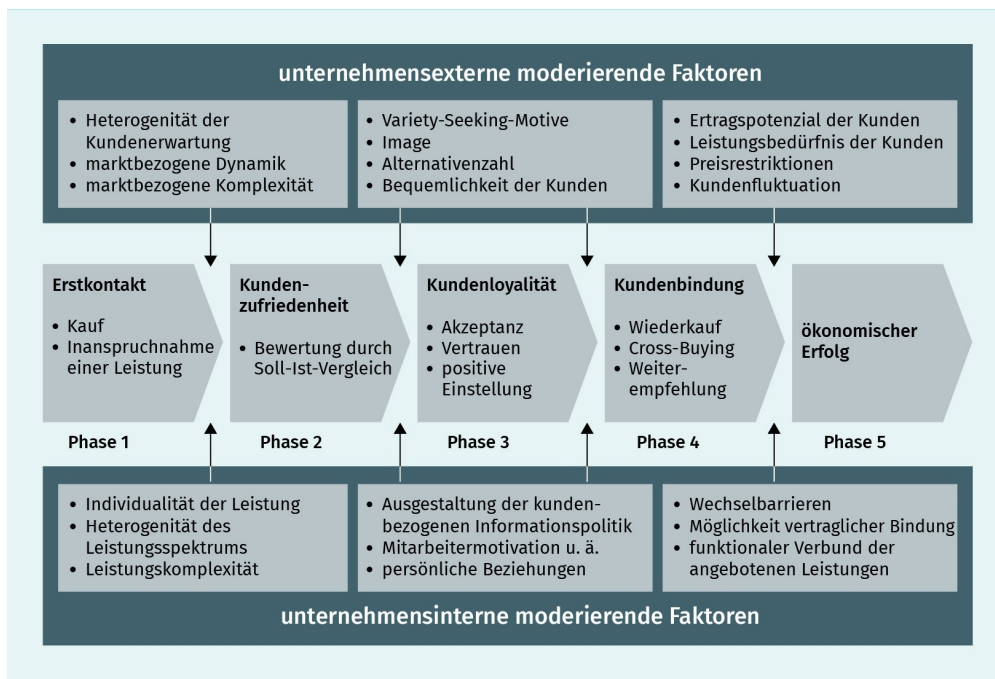 unternehmensexterne moderierende Faktoren
• Heterogenität der
Kundenerwartung
• marktbezogene Dynamik
• marktbezogene Komplexität
• Variety-Seeking-Motive
• Image
• Alternativenzahl
• Bequemlichkeit der Kunden
• Ertragspotenzial der Kunden
• Leistungsbedürfnis der Kunden
• Preisrestriktionen
• Kundenfluktuation
Erstkontakt
• Kauf
• Inanspruchnahme
einer Leistung
Kunden-
zufriedenheit
• Bewertung durch
Soll-Ist-Vergleich
Kundenloyalität
• Akzeptanz
• Vertrauen
• positive
Einstellung
Kundenbindung
• Wiederkauf
• Cross-Buying
• Weiter-
empfehlung
ökonomischer
Erfolg
Phase 1
Phase 2
Phase 3
Phase 4
Phase 5
• Individualität der Leistung
• Heterogenität des
Leistungsspektrums
• Leistungskomplexität
• Ausgestaltung der kunden-
bezogenen Informationspolitik
• Mitarbeitermotivation u. ä.
• persönliche Beziehungen
• Wechselbarrieren
• Möglichkeit vertraglicher Bindung
• funktionaler Verbund der
angebotenen Leistungen
unternehmensinterne moderierende Faktoren